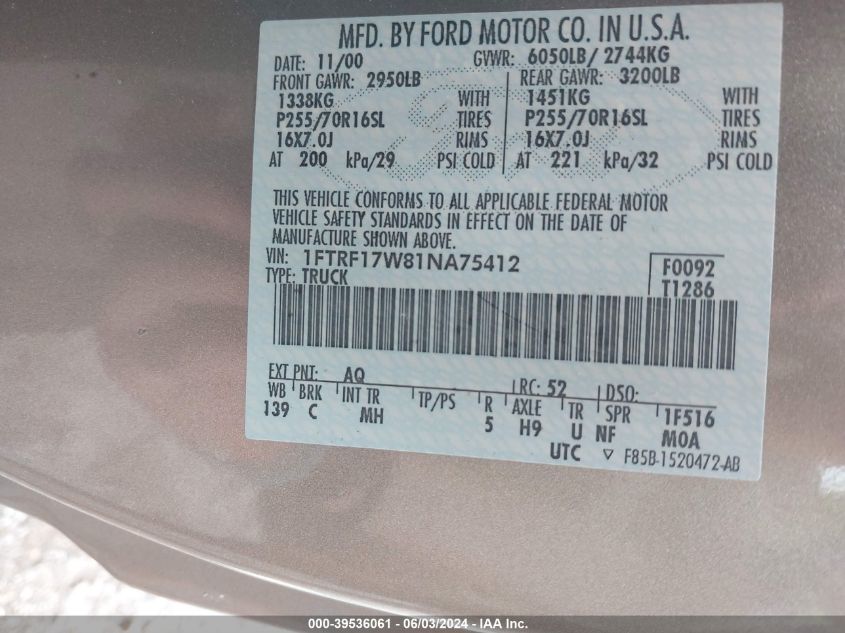 MFD. BY FORD MOTOR CO. IN U.S.A.
DATE: 11/00 GVWR: 6050LB/ 2744KG
FRONT GAWR: 2950LB REAR GAWR: 3200LB
1338KG WITH 1451KG WITH
P255/70R16SL TIRES P255/70R16SL TIRES
16X7.0J RIMS 16X7.0J RIMS
AT 200 kPa/29 PSI COLD AT 221 kPa/32 PSI COLD
THIS VEHICLE CONFORMS TO ALL APPLICABLE FEDERAL MOTOR
VEHICLE SAFETY STANDARDS IN EFFECT ON THE DATE OF
MANUFACTURE SHOWN ABOVE.
VIN: 1FTRF17W81NA75412 F0092
TYPE: TRUCK T1286
EXT PNT: AQ RC: 52 DSO:
WB BRK INT TR TP/PS R AXLE TR SPR 1F516
139 C MH 5 H9 U NF M0A
UTC ▽ F85B-1520472-AB
000-39536061 - 06/03/2024 - IAA Inc.